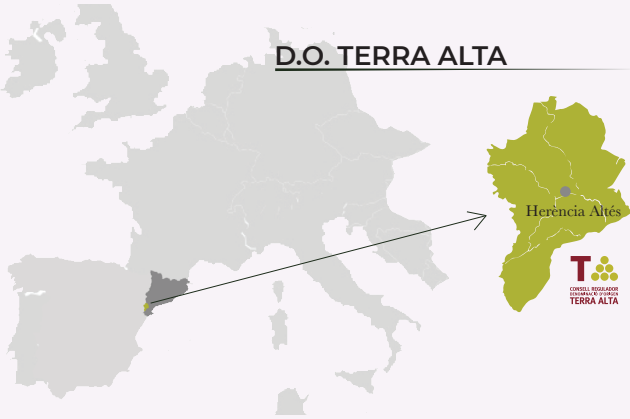 D.O. TERRA ALTA
Herència Altés
T
CONSELL REGULADOR
DENOMINACIÓ D'ORIGEN
TERRA ALTA